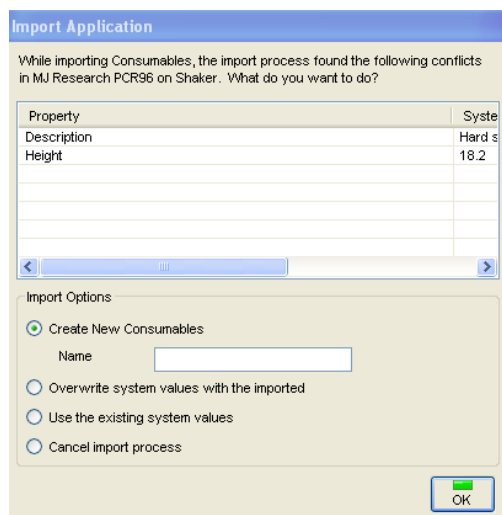 Import Application
While importing Consumables, the import process found the following conflicts
in MJ Research PCR96 on Shaker. What do you want to do?
Property Syste
Description Hard s
Height 18.2
Import Options
Create New Consumables
Name
Overwrite system values with the imported
Use the existing system values
Cancel import process
OK